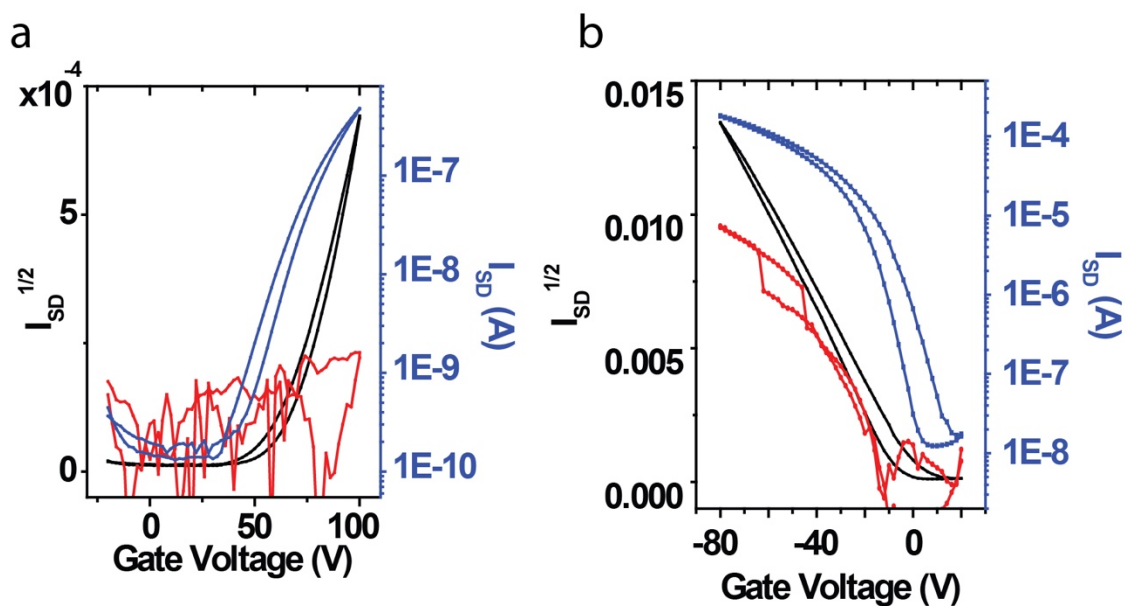 a
x10^-4
5
0
I_SD^1/2
1E-7
1E-8
1E-9
1E-10
I_SD (A)
0 50 100
Gate Voltage (V)
b
0.015
0.010
0.005
0.000
I_SD^1/2
1E-4
1E-5
1E-6
1E-7
1E-8
I_SD (A)
-80 -40 0
Gate Voltage (V)